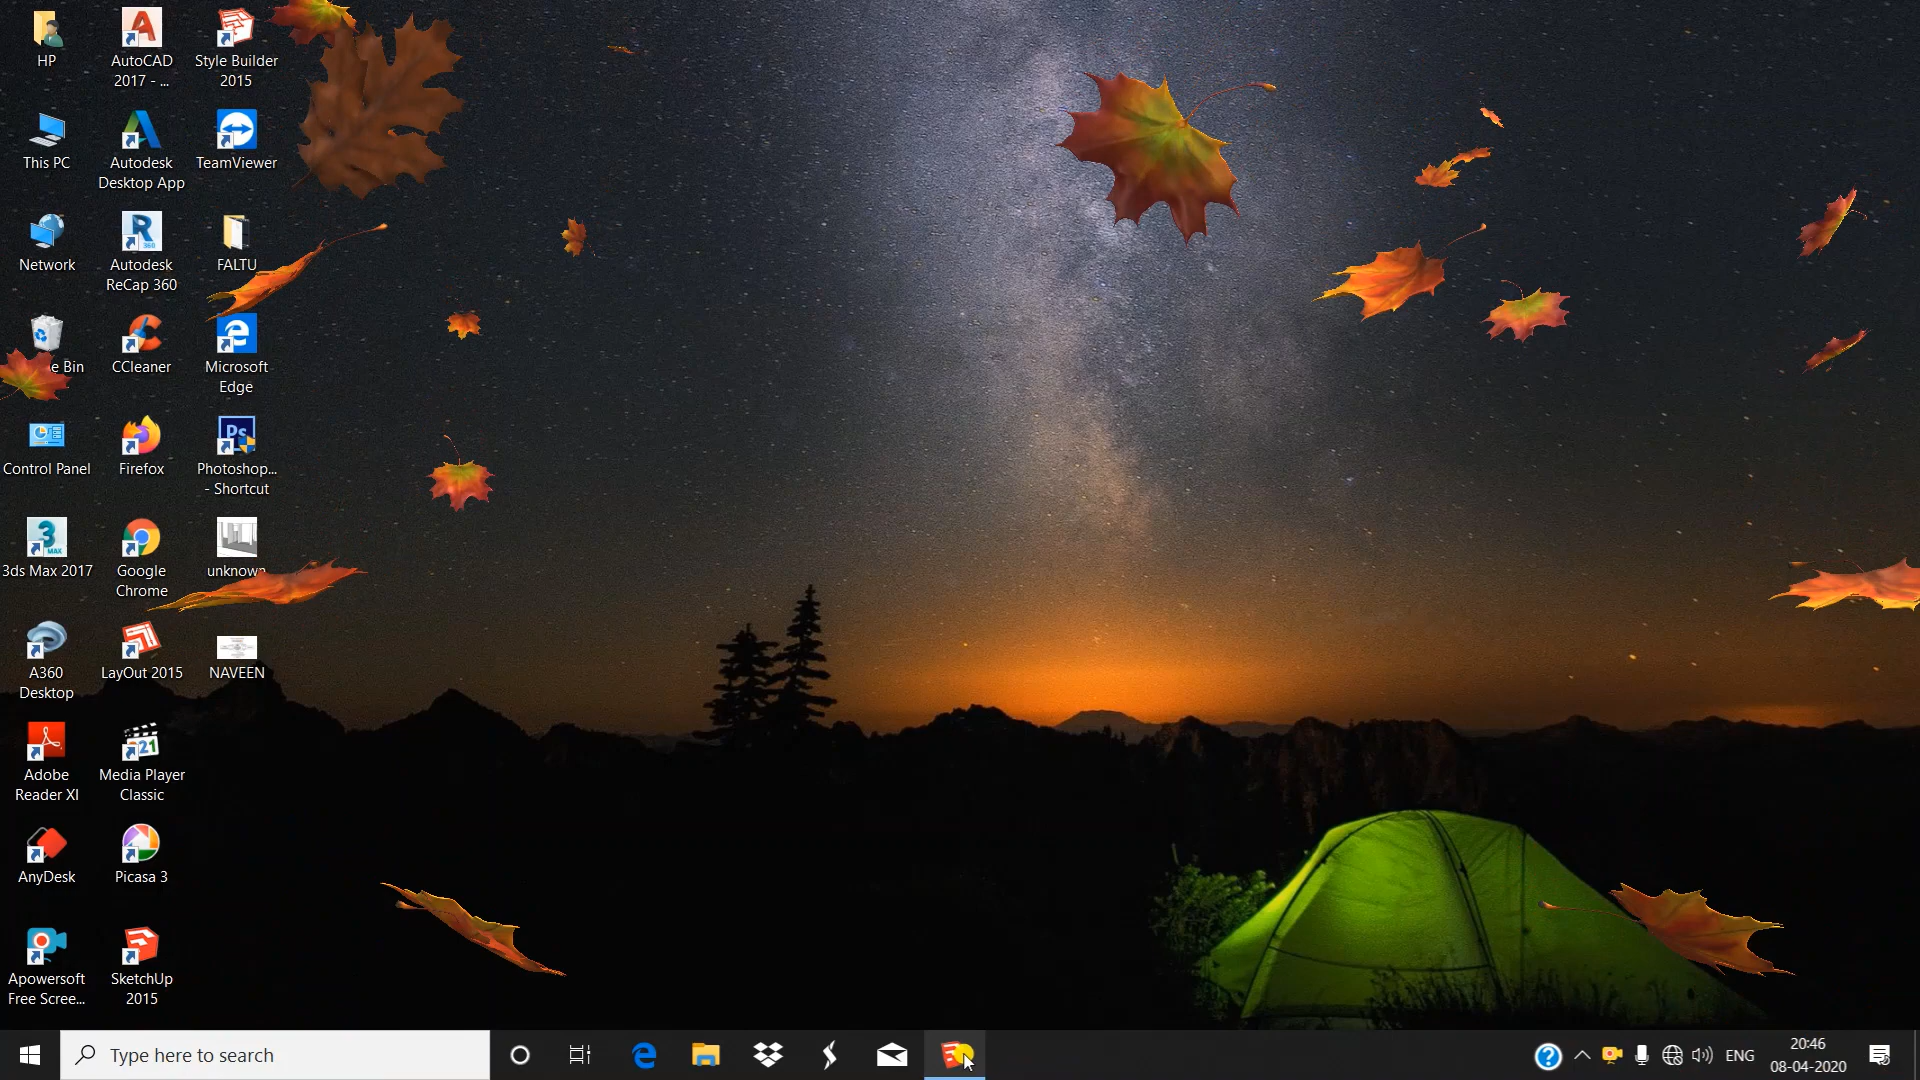 HP
AutoCAD
2017 - ...
Style Builder
2015
This PC
Autodesk
Desktop App
TeamViewer
Network
Autodesk
ReCap 360
FALTU
e Bin
CCleaner
Microsoft
Edge
Control Panel
Firefox
Photoshop...
- Shortcut
3ds Max 2017
Google
Chrome
unknown
A360
Desktop
LayOut 2015
NAVEEN
Adobe
Reader XI
Media Player
Classic
AnyDesk
Picasa 3
Apowersoft
Free Scree...
SketchUp
2015
Type here to search
ENG
20:46
08-04-2020